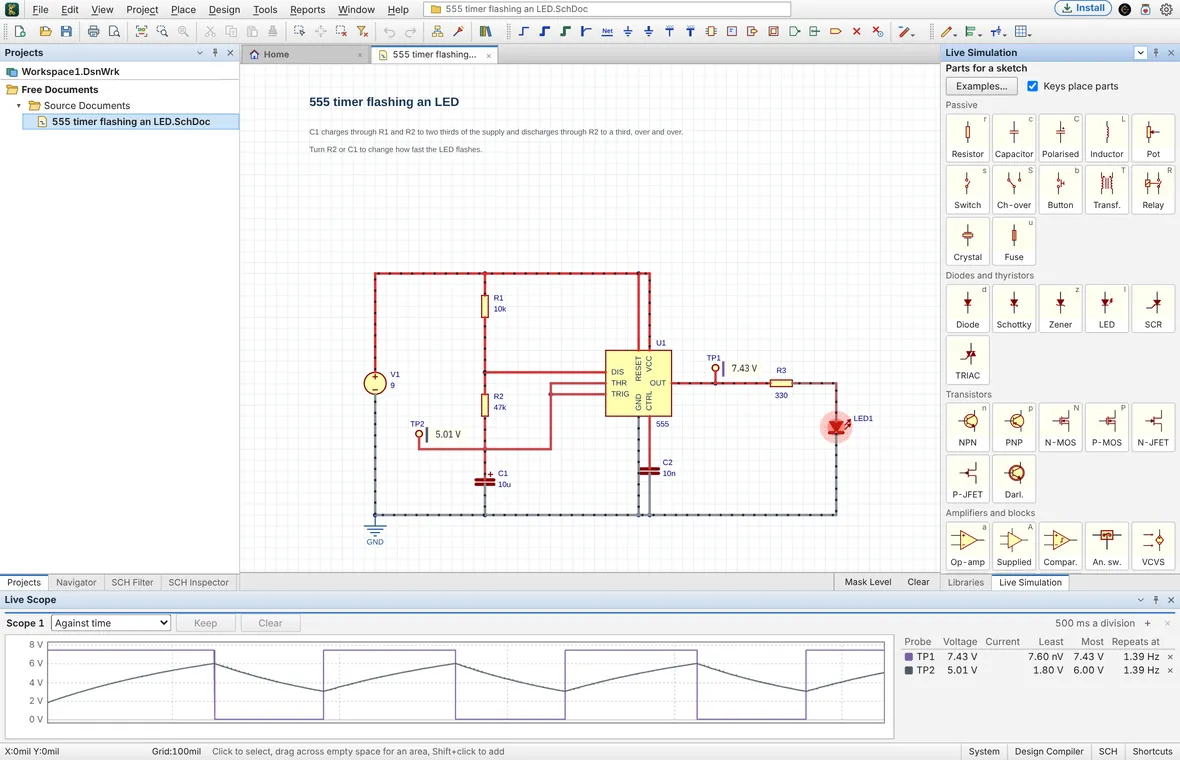 File Edit View Project Place Design Tools Reports Window Help 555 timer flashing an LED.SchDoc Install
Net
Projects
Home
555 timer flashing...
Live Simulation
Workspace1.DsnWrk
Free Documents
Source Documents
555 timer flashing an LED.SchDoc
555 timer flashing an LED
C1 charges through R1 and R2 to two thirds of the supply and discharges through R2 to a third, over and over.
Turn R2 or C1 to change how fast the LED flashes.
R1
10k
U1
V1
9
DIS
THR
TRIG
RESET
VCC
OUT
GND
CTRL
555
TP1
7.43 V
R3
330
R2
47k
TP2
5.01 V
LED1
C1
10u
C2
10n
GND
Parts for a sketch
Examples... Keys place parts
Passive
r c C L
Resistor Capacitor Polarised Inductor Pot
s S b T R
Switch Ch-over Button Transf. Relay
u
Crystal Fuse
Diodes and thyristors
d z l
Diode Schottky Zener LED SCR
TRIAC
Transistors
n p N P J
NPN PNP N-MOS P-MOS N-JFET
P-JFET Darl.
Amplifiers and blocks
a A
Op-amp Supplied Compar. An. sw. VCVS
Projects Navigator SCH Filter SCH Inspector
Mask Level Clear
Libraries Live Simulation
Live Scope
Scope 1 Against time Keep Clear 500 ms a division +
8 V
6 V
4 V
2 V
0 V
Probe Voltage Current Least Most Repeats at
TP1 7.43 V 7.60 nV 7.43 V 1.39 Hz ×
TP2 5.01 V 1.80 V 6.00 V 1.39 Hz ×
X:0mil Y:0mil Grid:100mil Click to select, drag across empty space for an area, Shift+click to add
System Design Compiler SCH Shortcuts